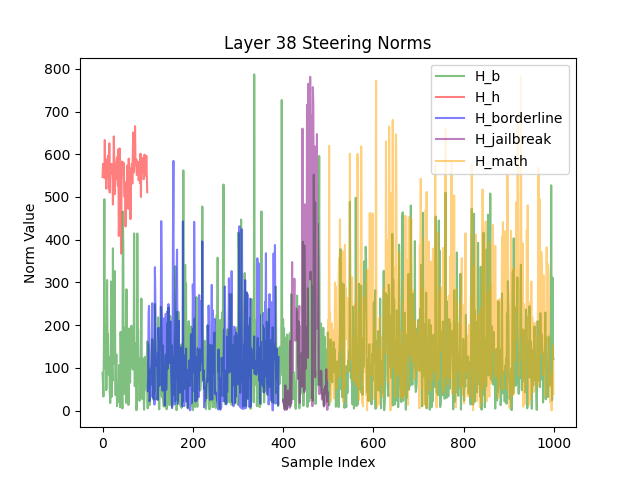 Layer 38 Steering Norms
Norm Value
800
700
600
500
400
300
200
100
0
0
200
400
600
800
1000
Sample Index
H_b
H_h
H_borderline
H_jailbreak
H_math